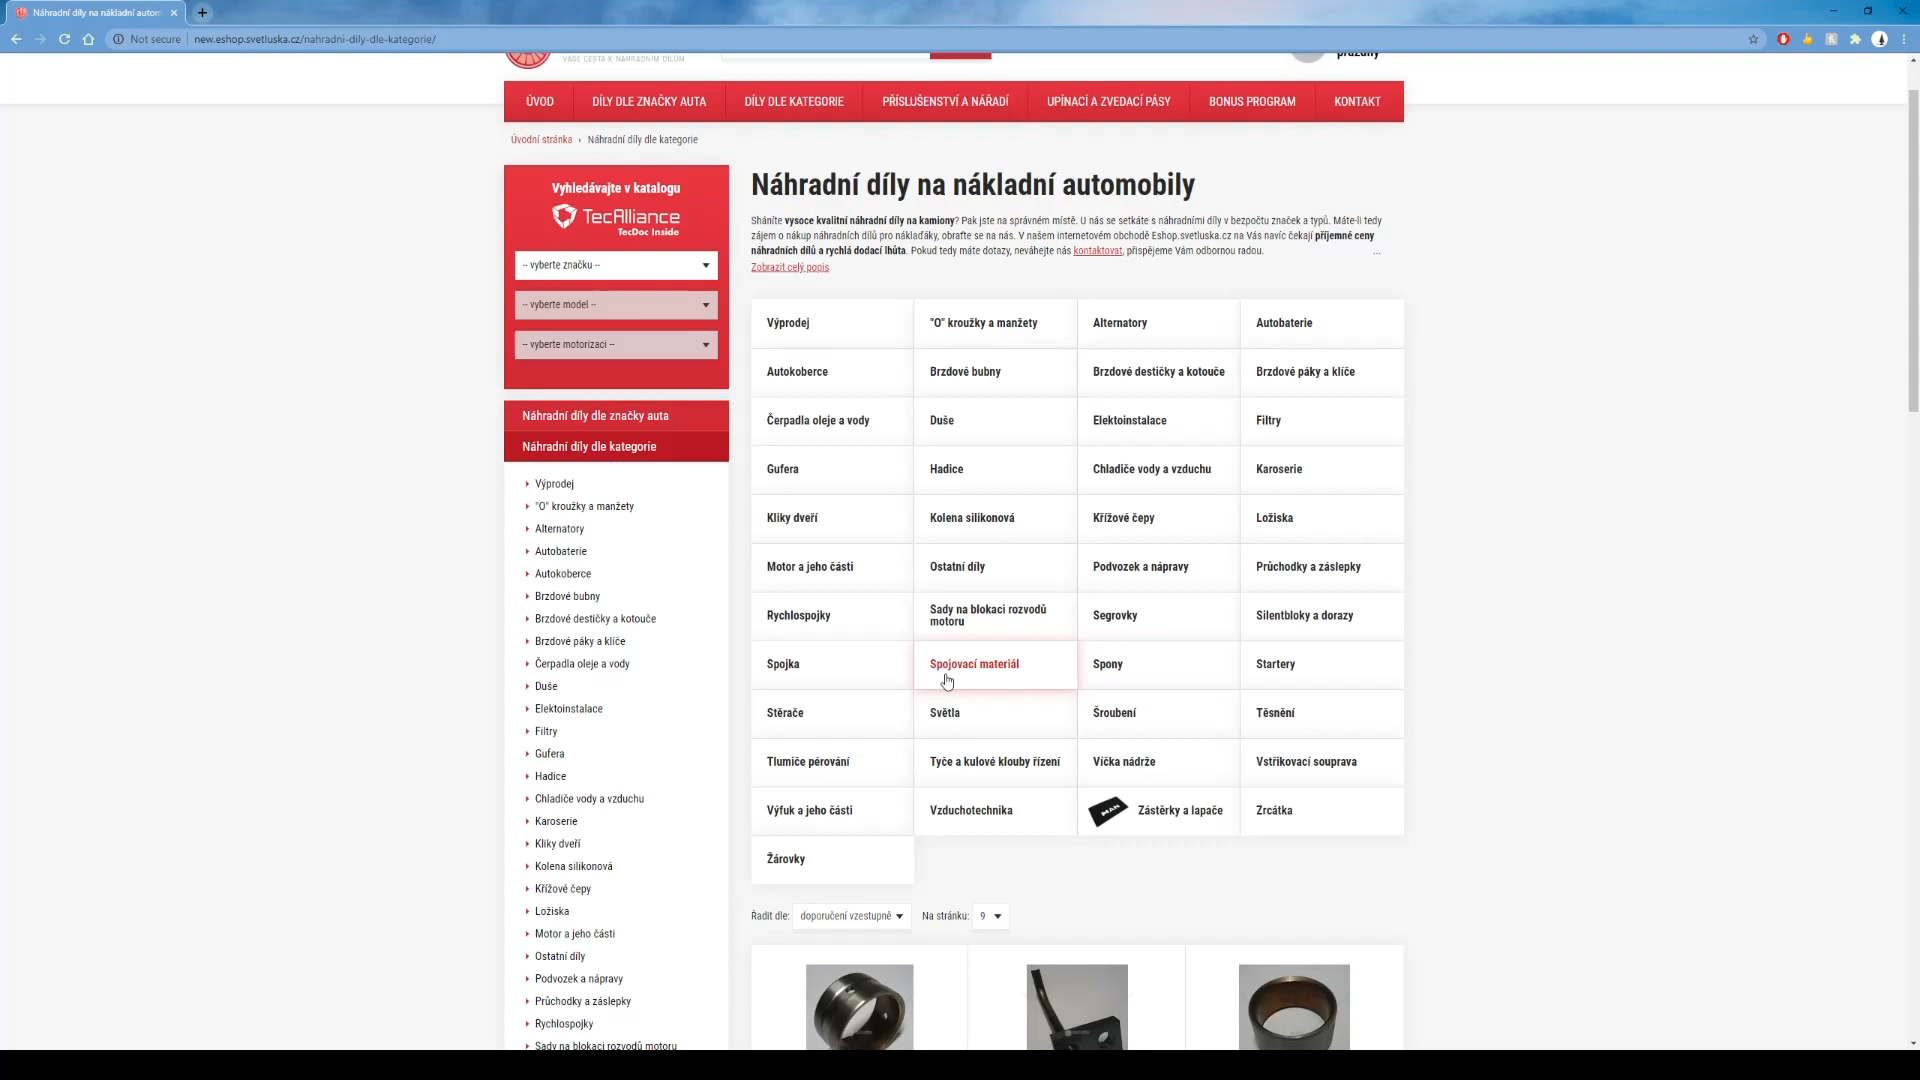 Náhradní díly na nákladní autom
Not secure
new.eshop.svetluska.cz/nahradni-dily-dle-kategorie/
VAŠE CESTA K NÁHRADNÍM DÍLŮM
prázdný
ÚVOD
DÍLY DLE ZNAČKY AUTA
DÍLY DLE KATEGORIE
PŘÍSLUŠENSTVÍ A NÁŘADÍ
UPÍNACÍ A ZVEDACÍ PÁSY
BONUS PROGRAM
KONTAKT
Úvodní stránka › Náhradní díly dle kategorie
Vyhledávejte v katalogu
TecAlliance
TecDoc Inside
-- vyberte značku --
-- vyberte model --
-- vyberte motorizaci --
Náhradní díly dle značky auta
Náhradní díly dle kategorie
Výprodej
"O" kroužky a manžety
Alternatory
Autobaterie
Autokoberce
Brzdové bubny
Brzdové destičky a kotouče
Brzdové páky a klíče
Čerpadla oleje a vody
Duše
Elektoinstalace
Filtry
Gufera
Hadice
Chladiče vody a vzduchu
Karoserie
Kliky dveří
Kolena silikonová
Křížové čepy
Ložiska
Motor a jeho části
Ostatní díly
Podvozek a nápravy
Průchodky a záslepky
Rychlospojky
Sady na blokaci rozvodů motoru
Náhradní díly na nákladní automobily
Sháníte vysoce kvalitní náhradní díly na kamiony? Pak jste na správném místě. U nás se setkáte s náhradními díly v bezpočtu značek a typů. Máte-li tedy
zájem o nákup náhradních dílů pro náklaďáky, obraťte se na nás. V našem internetovém obchodě Eshop.svetluska.cz na Vás navíc čekají příjemné ceny
náhradních dílů a rychlá dodací lhůta. Pokud tedy máte dotazy, neváhejte nás kontaktovat, přispějeme Vám odbornou radou. ...
Zobrazit celý popis
Výprodej
"O" kroužky a manžety
Alternatory
Autobaterie
Autokoberce
Brzdové bubny
Brzdové destičky a kotouče
Brzdové páky a klíče
Čerpadla oleje a vody
Duše
Elektoinstalace
Filtry
Gufera
Hadice
Chladiče vody a vzduchu
Karoserie
Kliky dveří
Kolena silikonová
Křížové čepy
Ložiska
Motor a jeho části
Ostatní díly
Podvozek a nápravy
Průchodky a záslepky
Rychlospojky
Sady na blokaci rozvodů
motoru
Segrovky
Silentbloky a dorazy
Spojka
Spojovací materiál
Spony
Startery
Stěrače
Světla
Šroubení
Těsnění
Tlumiče pérování
Tyče a kulové klouby řízení
Víčka nádrže
Vstřikovací souprava
Výfuk a jeho části
Vzduchotechnika
MAN
Zástěrky a lapače
Zrcátka
Žárovky
Řadit dle:
doporučení vzestupně
Na stránku:
9